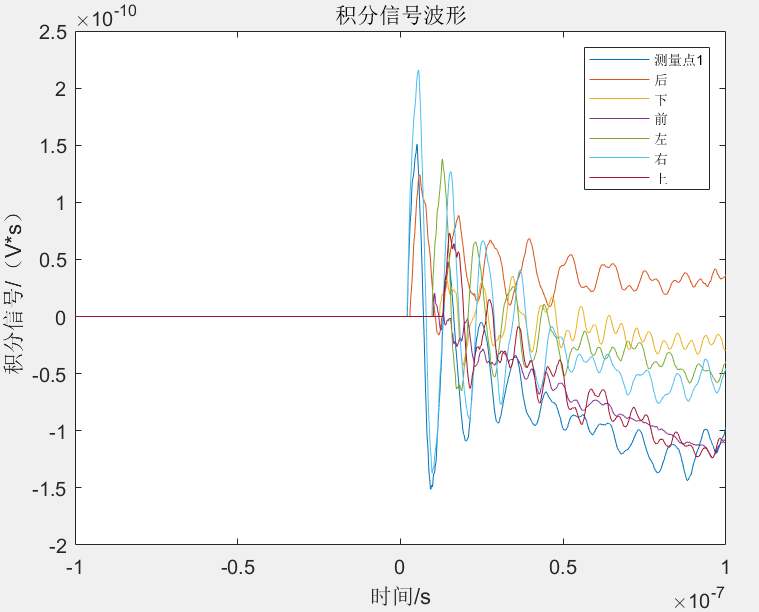 积分信号波形
×10-10
2.5
2
1.5
1
0.5
0
-0.5
-1
-1.5
-2
积分信号/（V*s）
测量点1
后
下
前
左
右
上
-1
-0.5
0
0.5
1
时间/s
×10-7